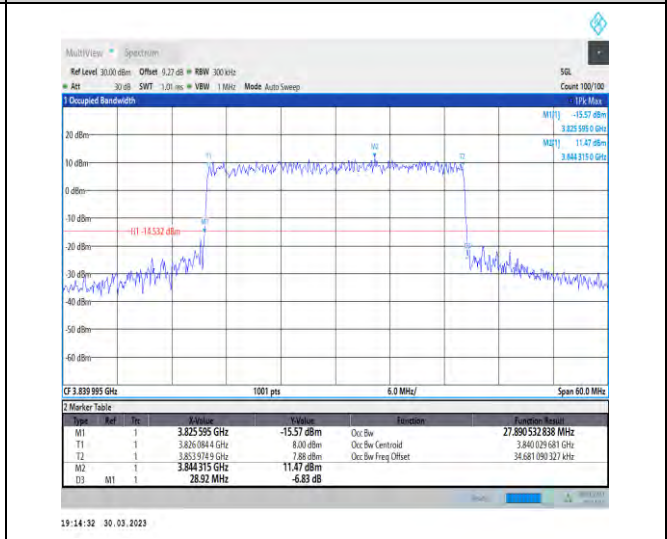 MultiView Spectrum
Ref Level 30.00 dBm Offset 9.27 dB RBW 300 kHz SGL
Att 30 dB SWT 1.01 ms VBW 1 MHz Mode Auto Sweep Count 100/100
1 Occupied Bandwidth 1Pk Max
M1[1] -15.57 dBm
3.825 595 0 GHz
M2[1] 11.47 dBm
3.844 315 0 GHz
20 dBm
10 dBm
0 dBm
-10 dBm
H1 -14.532 dBm
-20 dBm
-30 dBm
-40 dBm
-50 dBm
-60 dBm
T1
M2
T2
M1
CF 3.839 995 GHz 1001 pts 6.0 MHz/ Span 60.0 MHz
2 Marker Table
Type Ref Trc X-Value Y-Value Function Function Result
M1 1 3.825 595 GHz -15.57 dBm Occ Bw 27.890 532 838 MHz
T1 1 3.826 084 4 GHz 8.00 dBm Occ Bw Centroid 3.840 029 681 GHz
T2 1 3.853 974 9 GHz 7.88 dBm Occ Bw Freq Offset 34.681 090 327 kHz
M2 1 3.844 315 GHz 11.47 dBm
D3 M1 1 28.92 MHz -6.83 dB
19:14:32 30.03.2023